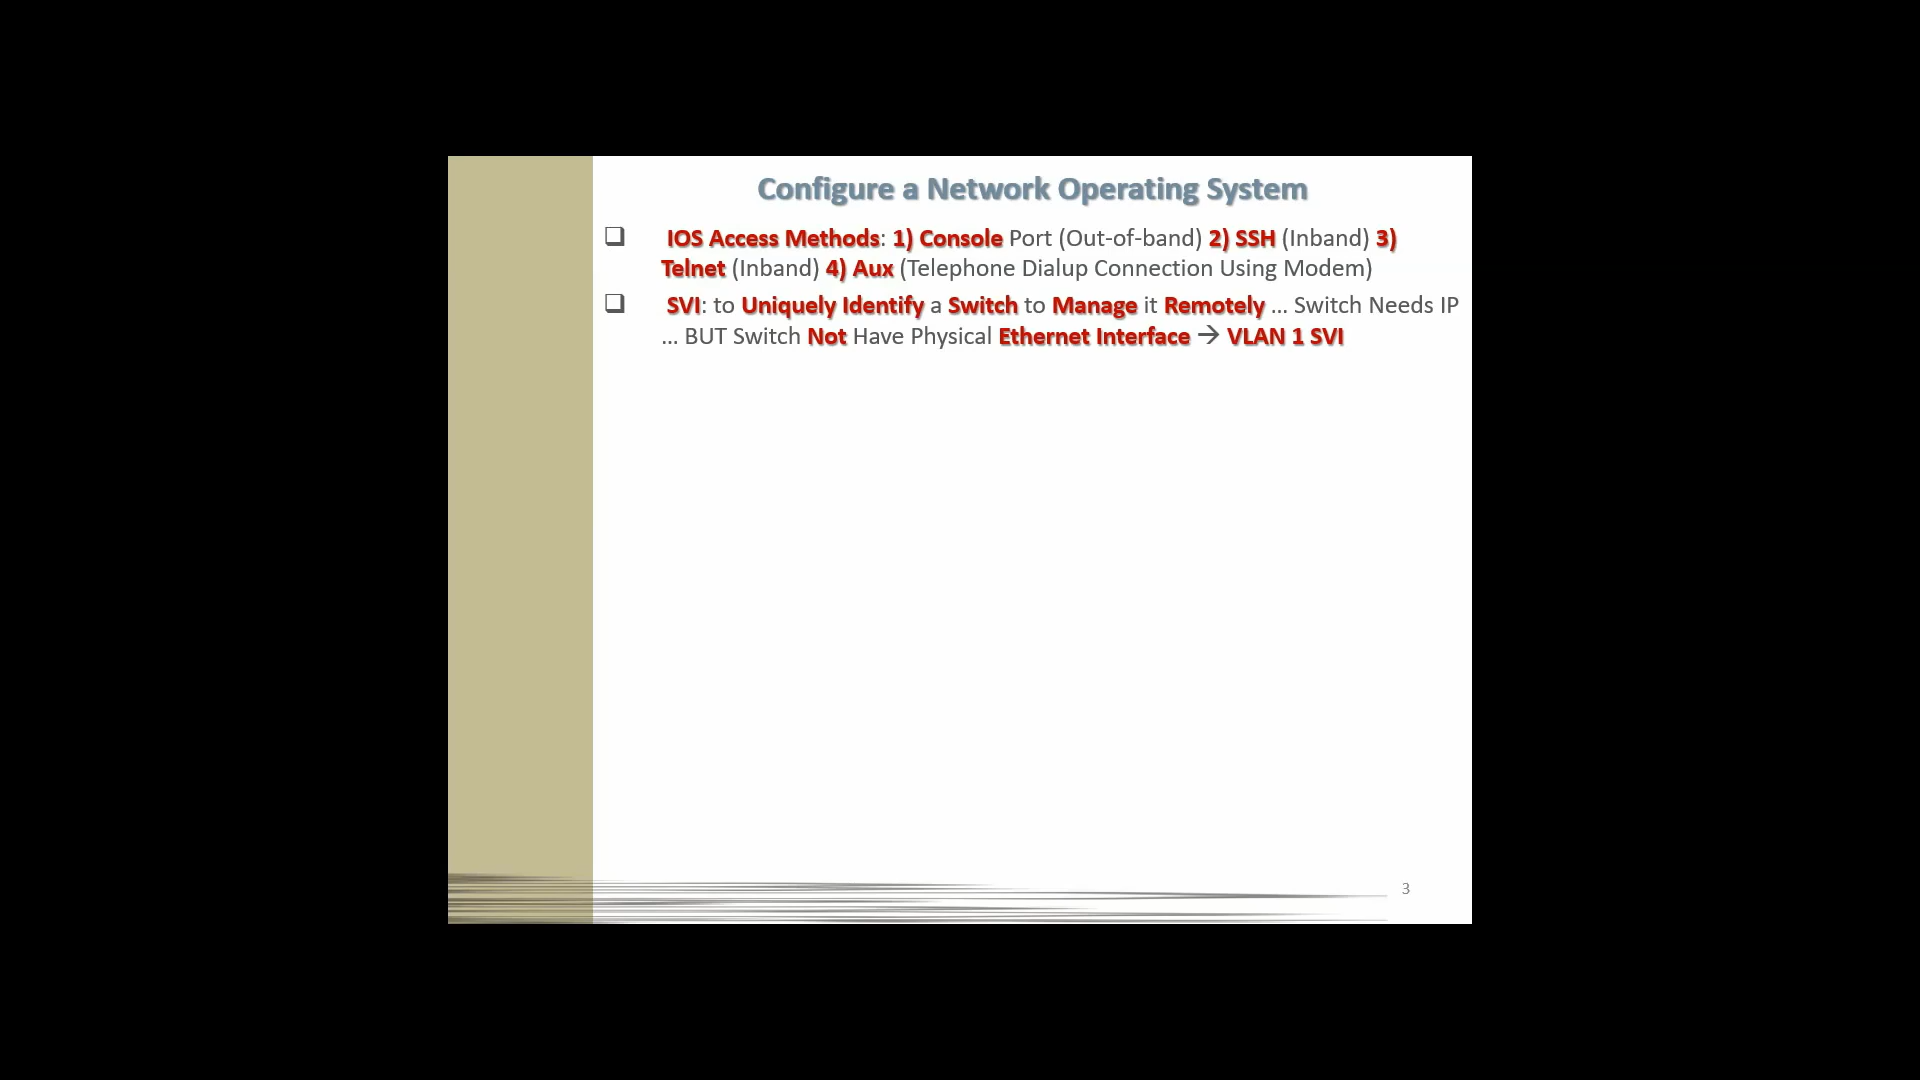 Configure a Network Operating System
❑ IOS Access Methods: 1) Console Port (Out-of-band) 2) SSH (Inband) 3)
Telnet (Inband) 4) Aux (Telephone Dialup Connection Using Modem)
❑ SVI: to Uniquely Identify a Switch to Manage it Remotely ... Switch Needs IP
... BUT Switch Not Have Physical Ethernet Interface → VLAN 1 SVI
3